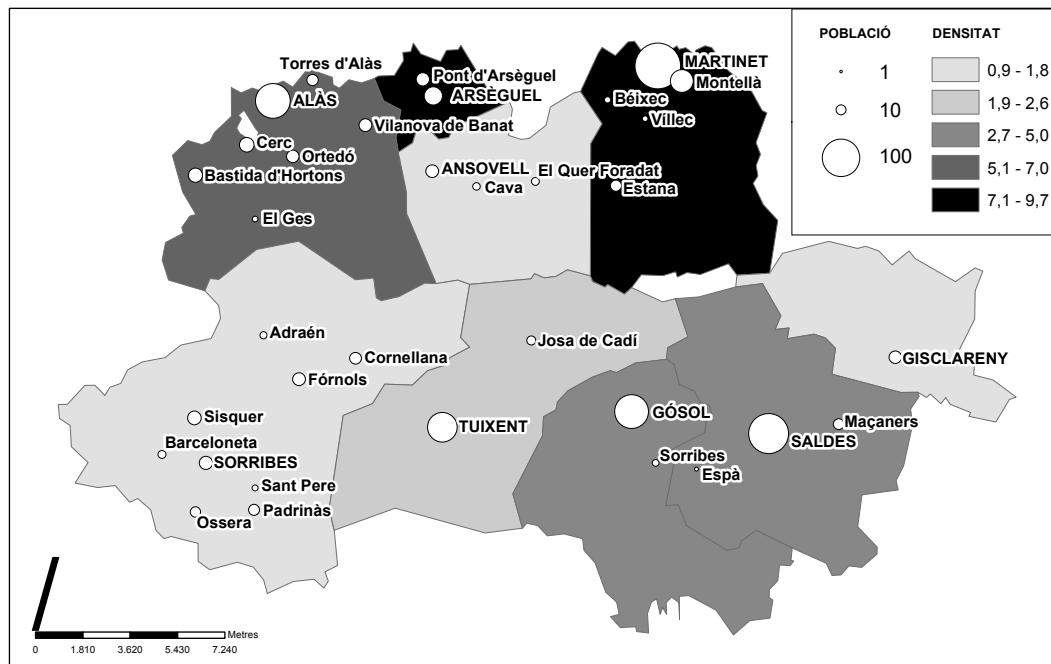 POBLACIÓ
1
10
100
DENSITAT
0,9 - 1,8
1,9 - 2,6
2,7 - 5,0
5,1 - 7,0
7,1 - 9,7
Torres d'Alàs
ALÀS
Pont d'Arsèguel
ARSÈGUEL
MARTINET
Montellà
Béixec
Víllec
Vilanova de Banat
Cerc
Ortedó
Bastida d'Hortons
ANSOVELL
El Quer Foradat
Cava
Estana
El Ges
Adraén
Josa de Cadí
Cornellana
GISCLARENY
Fórnols
Sisquer
TUIXENT
GÓSOL
SALDES
Maçaners
Barceloneta
SORRIBES
Sorribes
Espà
Sant Pere
Ossera
Padrinàs
Metres
0 1.810 3.620 5.430 7.240